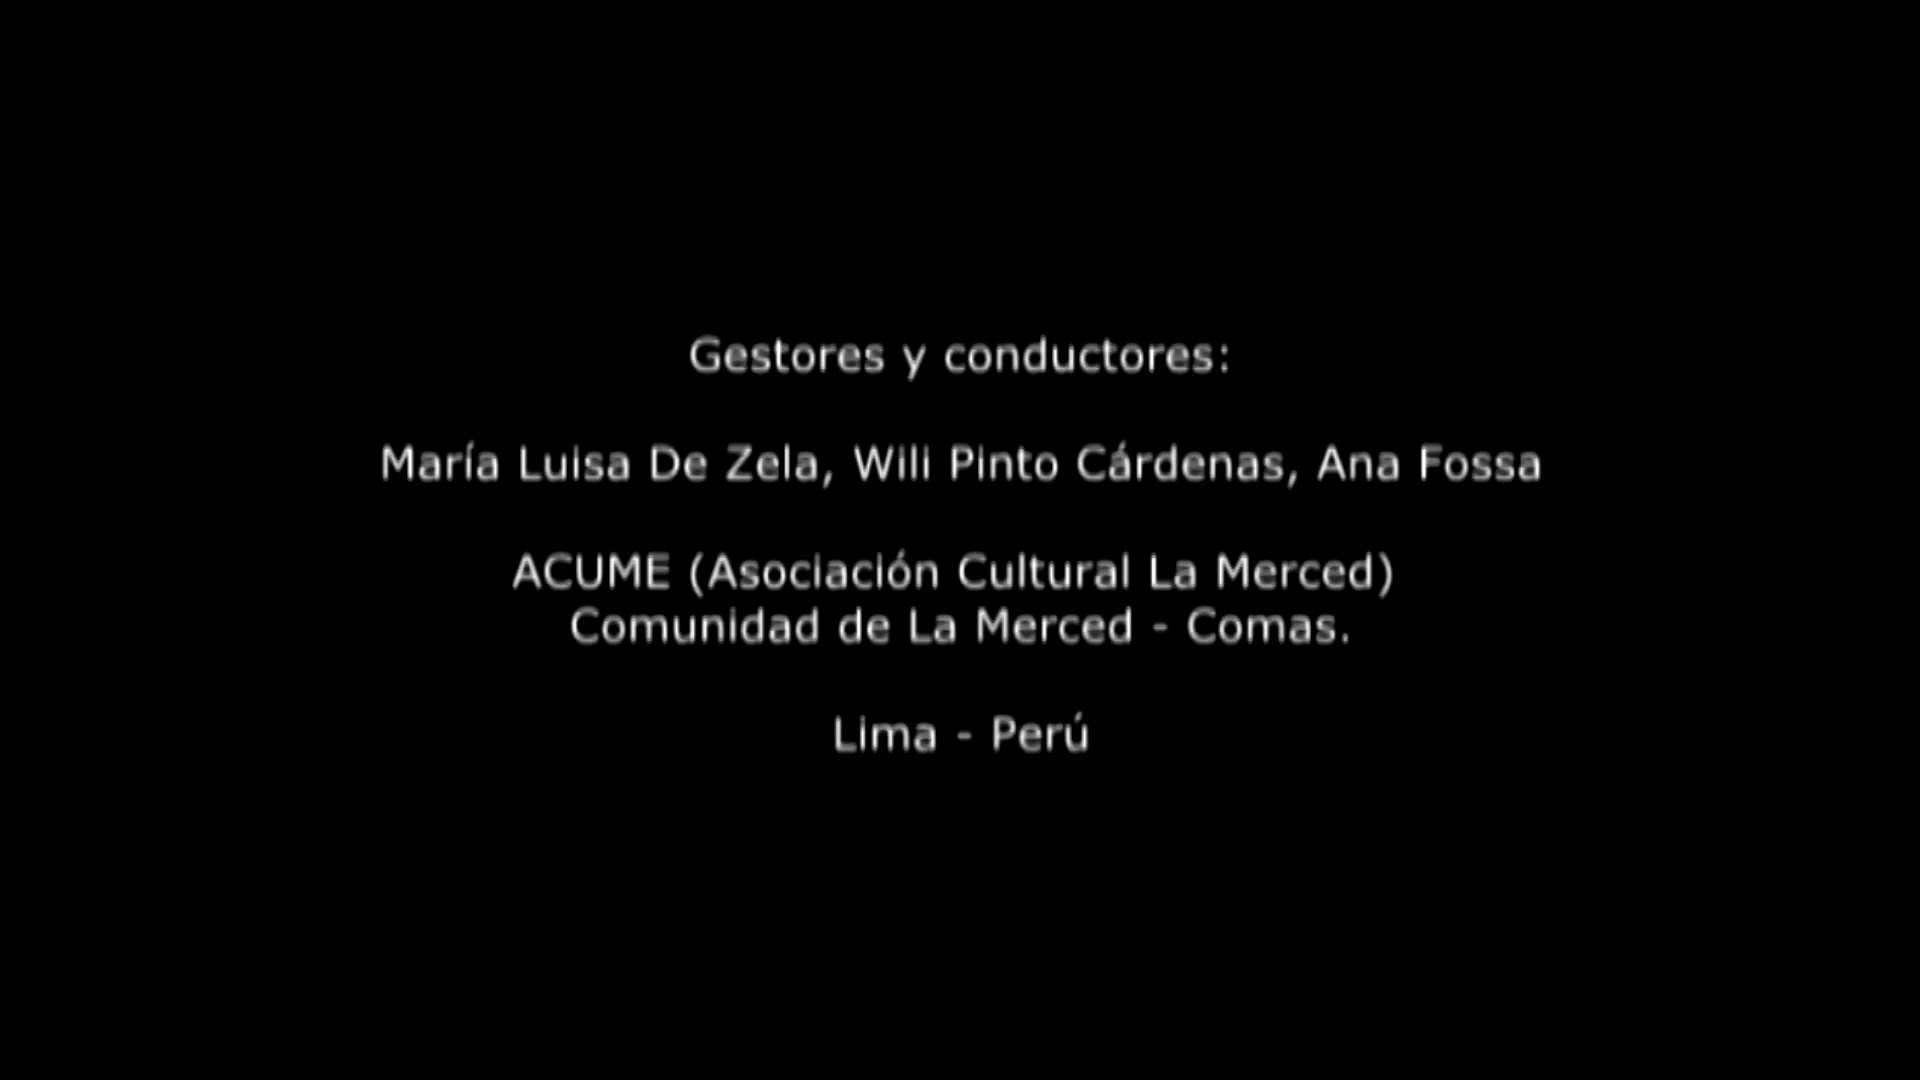 Gestores y conductores:
María Luisa De Zela, Wili Pinto Cárdenas, Ana Fossa
ACUME (Asociación Cultural La Merced)
Comunidad de La Merced - Comas.
Lima - Perú